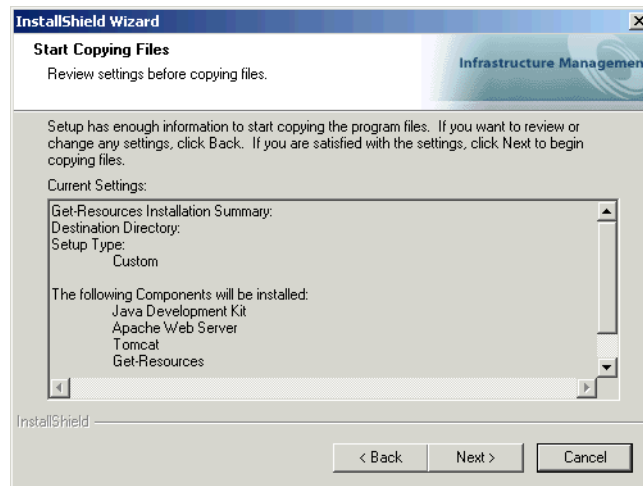 InstallShield Wizard
Start Copying Files
Review settings before copying files.
Infrastructure Managemen
Setup has enough information to start copying the program files. If you want to review or
change any settings, click Back. If you are satisfied with the settings, click Next to begin
copying files.
Current Settings:
Get-Resources Installation Summary:
Destination Directory:
Setup Type:
Custom
The following Components will be installed:
Java Development Kit
Apache Web Server
Tomcat
Get-Resources
InstallShield
< Back
Next >
Cancel